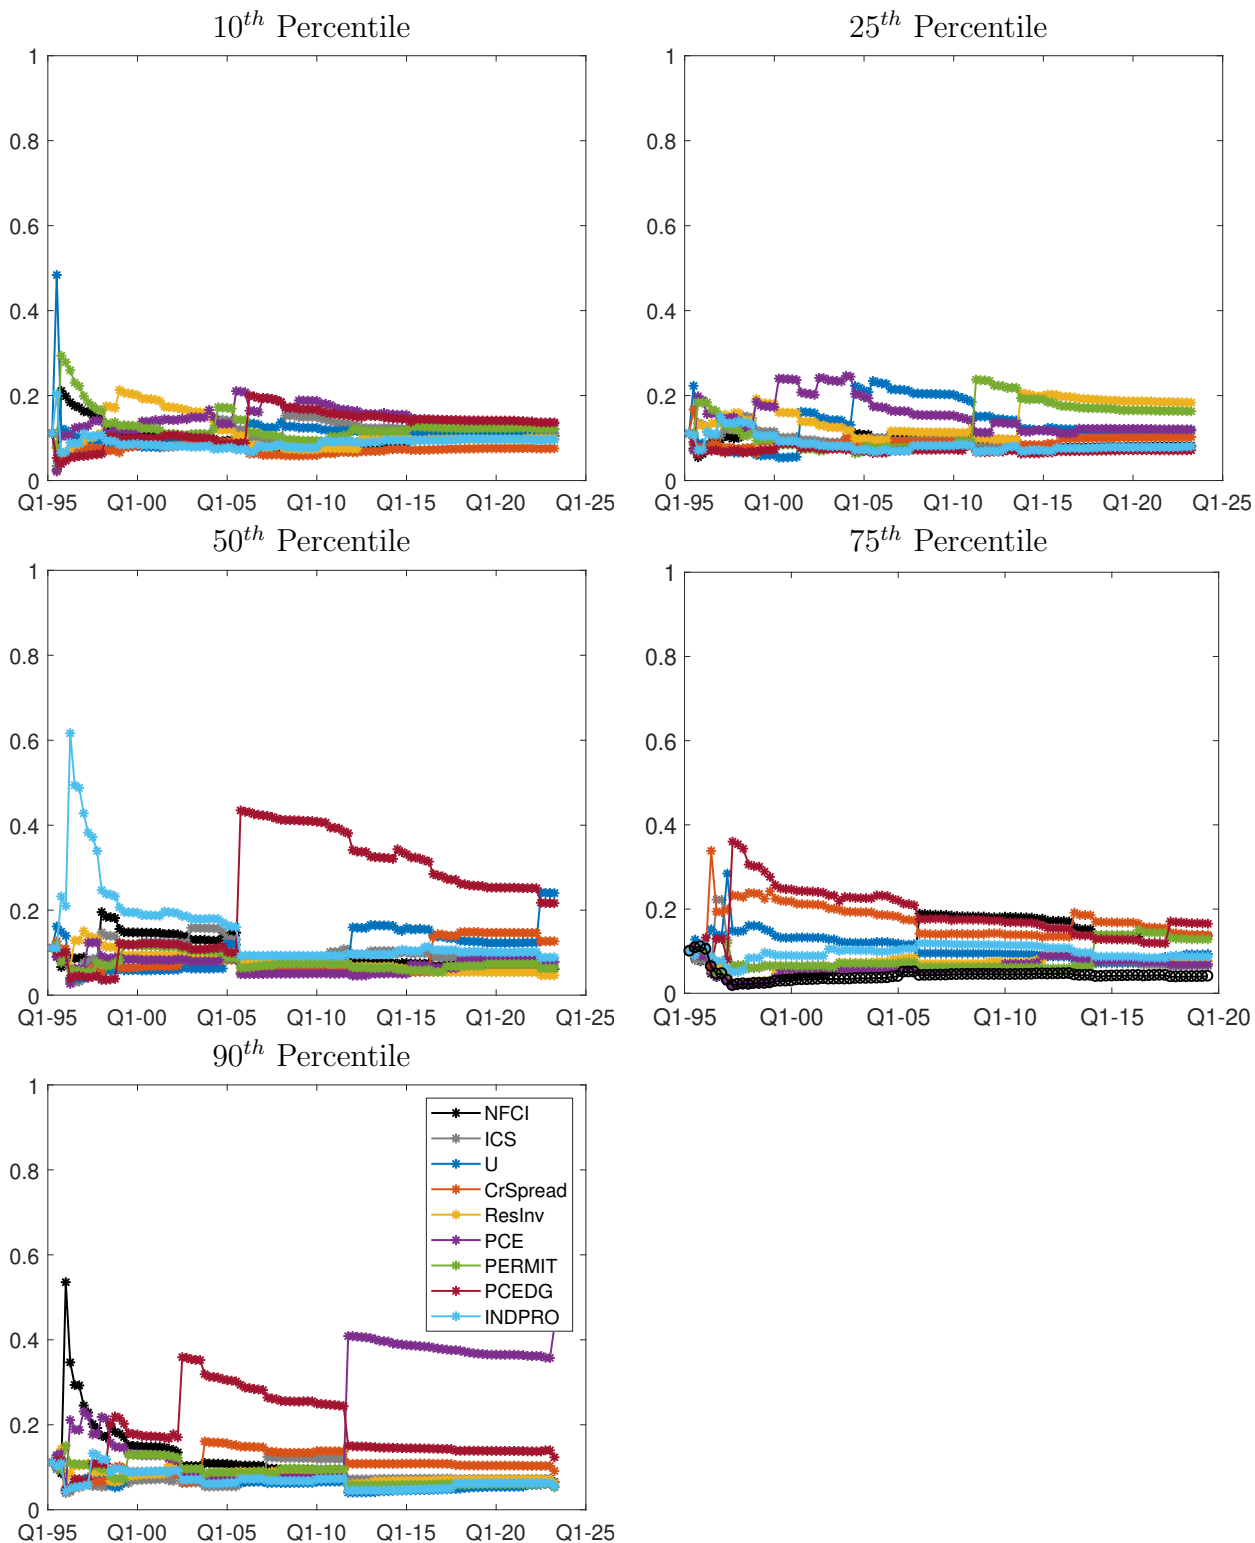 10th Percentile
25th Percentile
1
0.8
0.6
0.4
0.2
0
Q1-95 Q1-00 Q1-05 Q1-10 Q1-15 Q1-20 Q1-25
1
0.8
0.6
0.4
0.2
0
Q1-95 Q1-00 Q1-05 Q1-10 Q1-15 Q1-20 Q1-25
50th Percentile
75th Percentile
1
0.8
0.6
0.4
0.2
0
Q1-95 Q1-00 Q1-05 Q1-10 Q1-15 Q1-20 Q1-25
1
0.8
0.6
0.4
0.2
0
Q1-95 Q1-00 Q1-05 Q1-10 Q1-15 Q1-20
90th Percentile
1
0.8
0.6
0.4
0.2
0
Q1-95 Q1-00 Q1-05 Q1-10 Q1-15 Q1-20 Q1-25
NFCI
ICS
U
CrSpread
ResInv
PCE
PERMIT
PCEDG
INDPRO